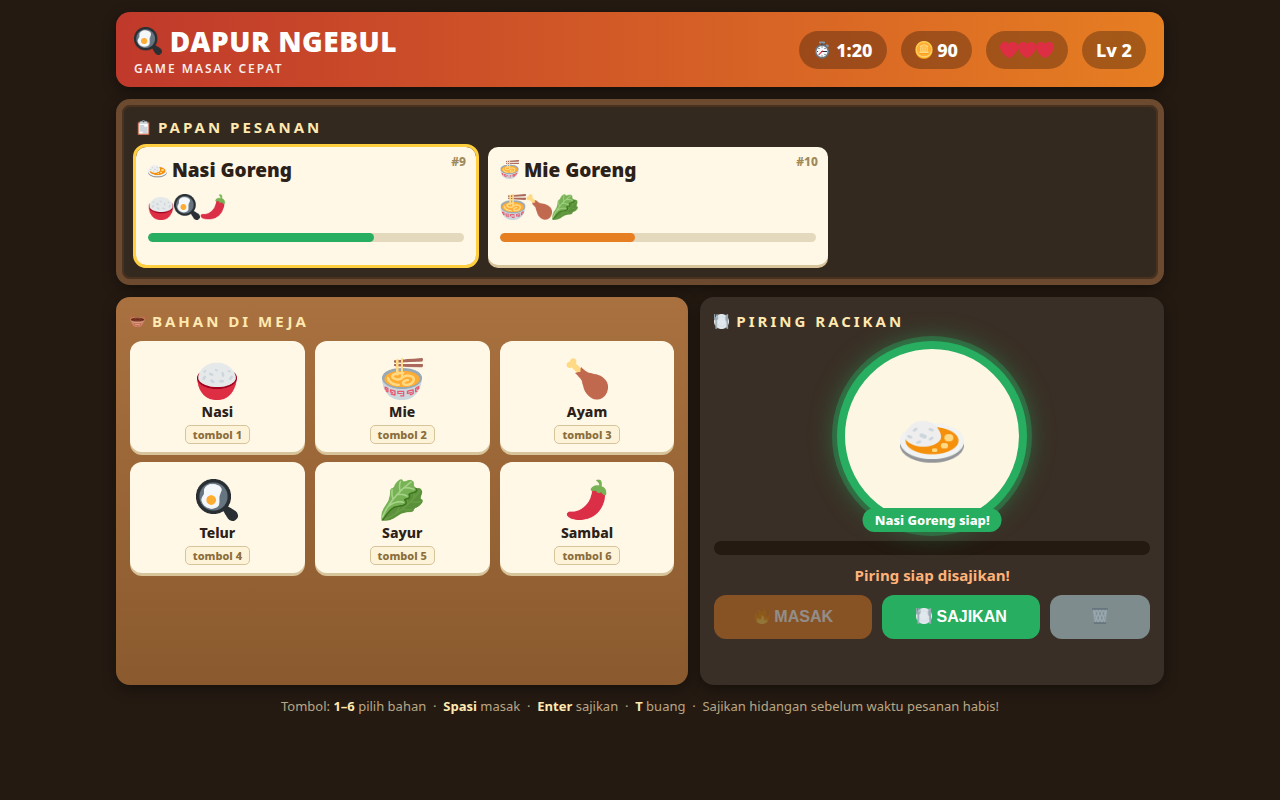 DAPUR NGEBUL
GAME MASAK CEPAT
1:20
90
Lv 2
PAPAN PESANAN
Nasi Goreng
#9
Mie Goreng
#10
BAHAN DI MEJA
Nasi
tombol 1
Mie
tombol 2
Ayam
tombol 3
Telur
tombol 4
Sayur
tombol 5
Sambal
tombol 6
PIRING RACIKAN
Nasi Goreng siap!
Piring siap disajikan!
MASAK
SAJIKAN
Tombol: 1–6 pilih bahan · Spasi masak · Enter sajikan · T buang · Sajikan hidangan sebelum waktu pesanan habis!